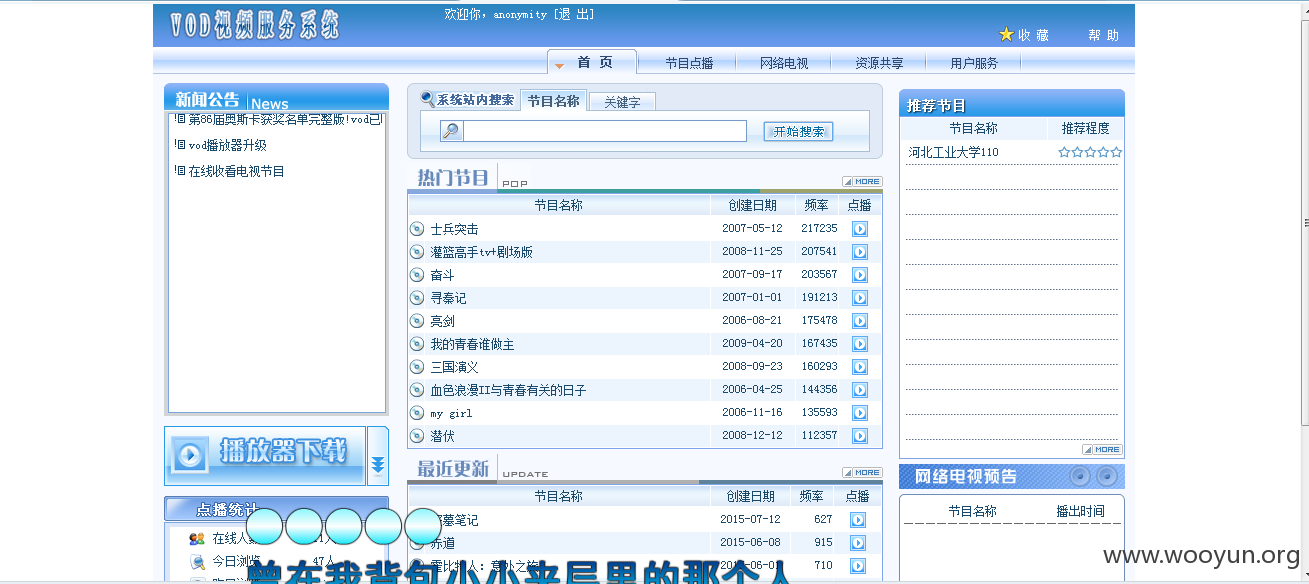 VOD视频服务系统
欢迎你，anonymity [退 出]
收 藏
帮 助
首 页
节目点播
网络电视
资源共享
用户服务
新闻公告 News
第86届奥斯卡获奖名单完整版!vod已
vod播放器升级
在线收看电视节目
播放器下载
点播统计
在线人
今日浏览 47人
系统站内搜索
节目名称
关键字
开始搜索
热门节目 POP
MORE
节目名称 创建日期 频率 点播
士兵突击 2007-05-12 217235
灌篮高手tv+剧场版 2008-11-25 207541
奋斗 2007-09-17 203567
寻秦记 2007-01-01 191213
亮剑 2006-08-21 175478
我的青春谁做主 2009-04-20 167435
三国演义 2008-09-23 160293
血色浪漫II与青春有关的日子 2006-04-25 144356
my girl 2006-11-16 135593
潜伏 2008-12-12 112357
最近更新 UPDATE
MORE
节目名称 创建日期 频率 点播
墓笔记 2015-07-12 627
赤道 2015-06-08 915
霍比特人：意外之旅 710
曾在我背包小小夹层里的那个人
推荐节目
节目名称 推荐程度
河北工业大学110 ☆☆☆☆☆
MORE
网络电视预告
节目名称 播出时间
www.wooyun.org